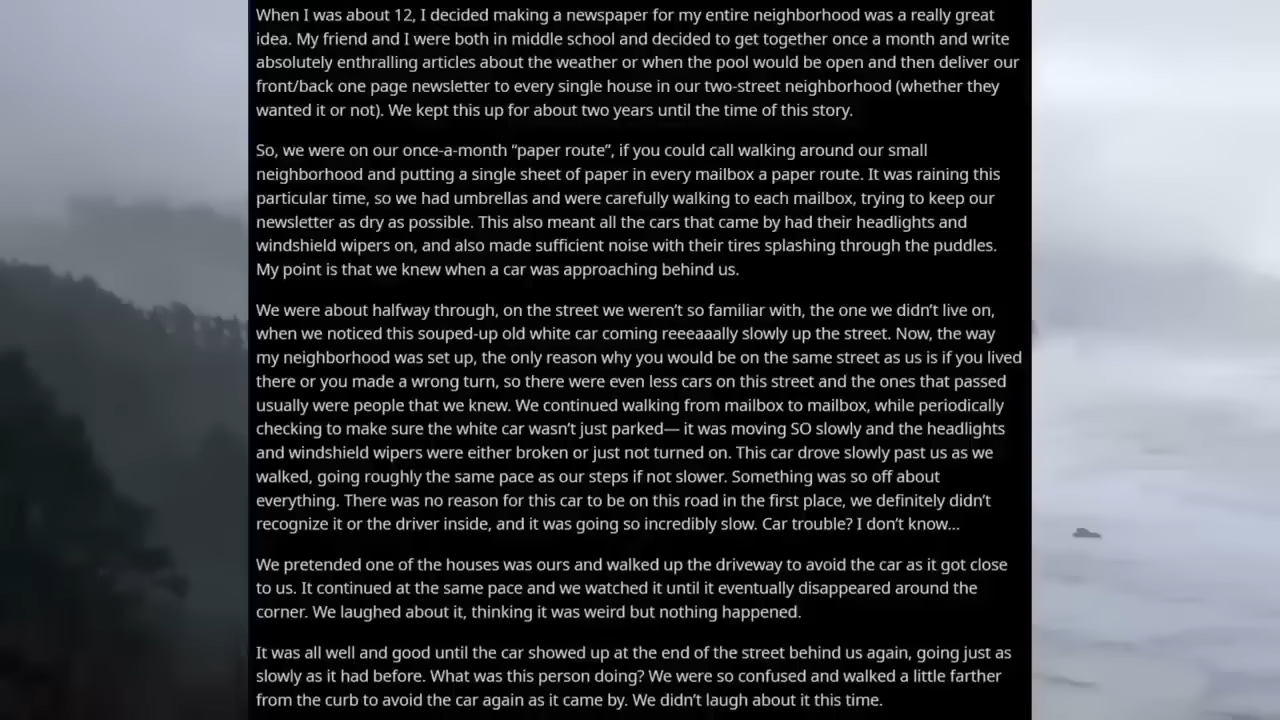 When I was about 12, I decided making a newspaper for my entire neighborhood was a really great
idea. My friend and I were both in middle school and decided to get together once a month and write
absolutely enthralling articles about the weather or when the pool would be open and then deliver our
front/back one page newsletter to every single house in our two-street neighborhood (whether they
wanted it or not). We kept this up for about two years until the time of this story.
So, we were on our once-a-month “paper route”, if you could call walking around our small
neighborhood and putting a single sheet of paper in every mailbox a paper route. It was raining this
particular time, so we had umbrellas and were carefully walking to each mailbox, trying to keep our
newsletter as dry as possible. This also meant all the cars that came by had their headlights and
windshield wipers on, and also made sufficient noise with their tires splashing through the puddles.
My point is that we knew when a car was approaching behind us.
We were about halfway through, on the street we weren’t so familiar with, the one we didn’t live on,
when we noticed this souped-up old white car coming reeeaaally slowly up the street. Now, the way
my neighborhood was set up, the only reason why you would be on the same street as us is if you lived
there or you made a wrong turn, so there were even less cars on this street and the ones that passed
usually were people that we knew. We continued walking from mailbox to mailbox, while periodically
checking to make sure the white car wasn’t just parked— it was moving SO slowly and the headlights
and windshield wipers were either broken or just not turned on. This car drove slowly past us as we
walked, going roughly the same pace as our steps if not slower. Something was so off about
everything. There was no reason for this car to be on this road in the first place, we definitely didn’t
recognize it or the driver inside, and it was going so incredibly slow. Car trouble? I don’t know...
We pretended one of the houses was ours and walked up the driveway to avoid the car as it got close
to us. It continued at the same pace and we watched it until it eventually disappeared around the
corner. We laughed about it, thinking it was weird but nothing happened.
It was all well and good until the car showed up at the end of the street behind us again, going just as
slowly as it had before. What was this person doing? We were so confused and walked a little farther
from the curb to avoid the car again as it came by. We didn’t laugh about it this time.